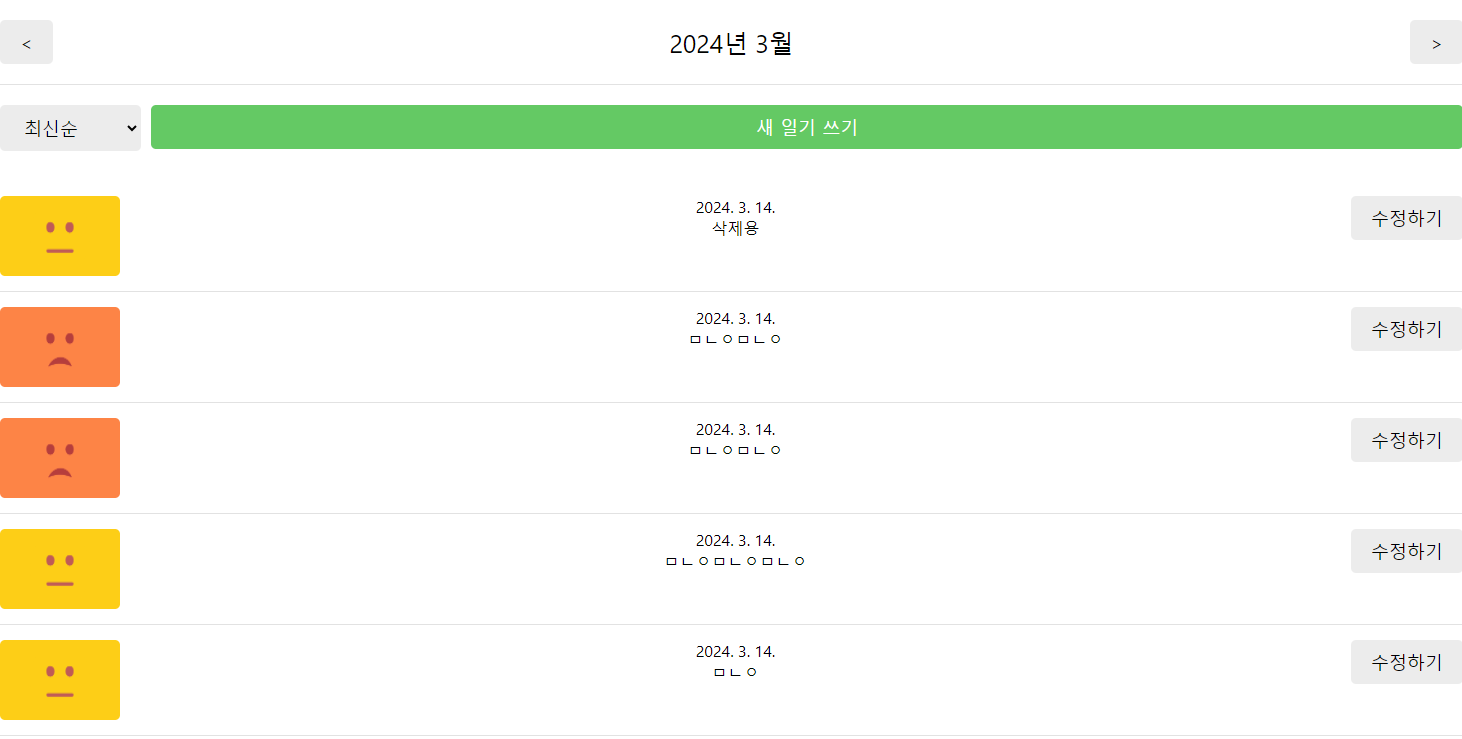 <
2024년 3월
>
최신순
새 일기 쓰기
2024. 3. 14.
삭제용
수정하기
2024. 3. 14.
ㅁㄴㅇㅁㄴㅇ
수정하기
2024. 3. 14.
ㅁㄴㅇㅁㄴㅇ
수정하기
2024. 3. 14.
ㅁㄴㅇㅁㄴㅇㅁㄴㅇ
수정하기
2024. 3. 14.
ㅁㄴㅇ
수정하기